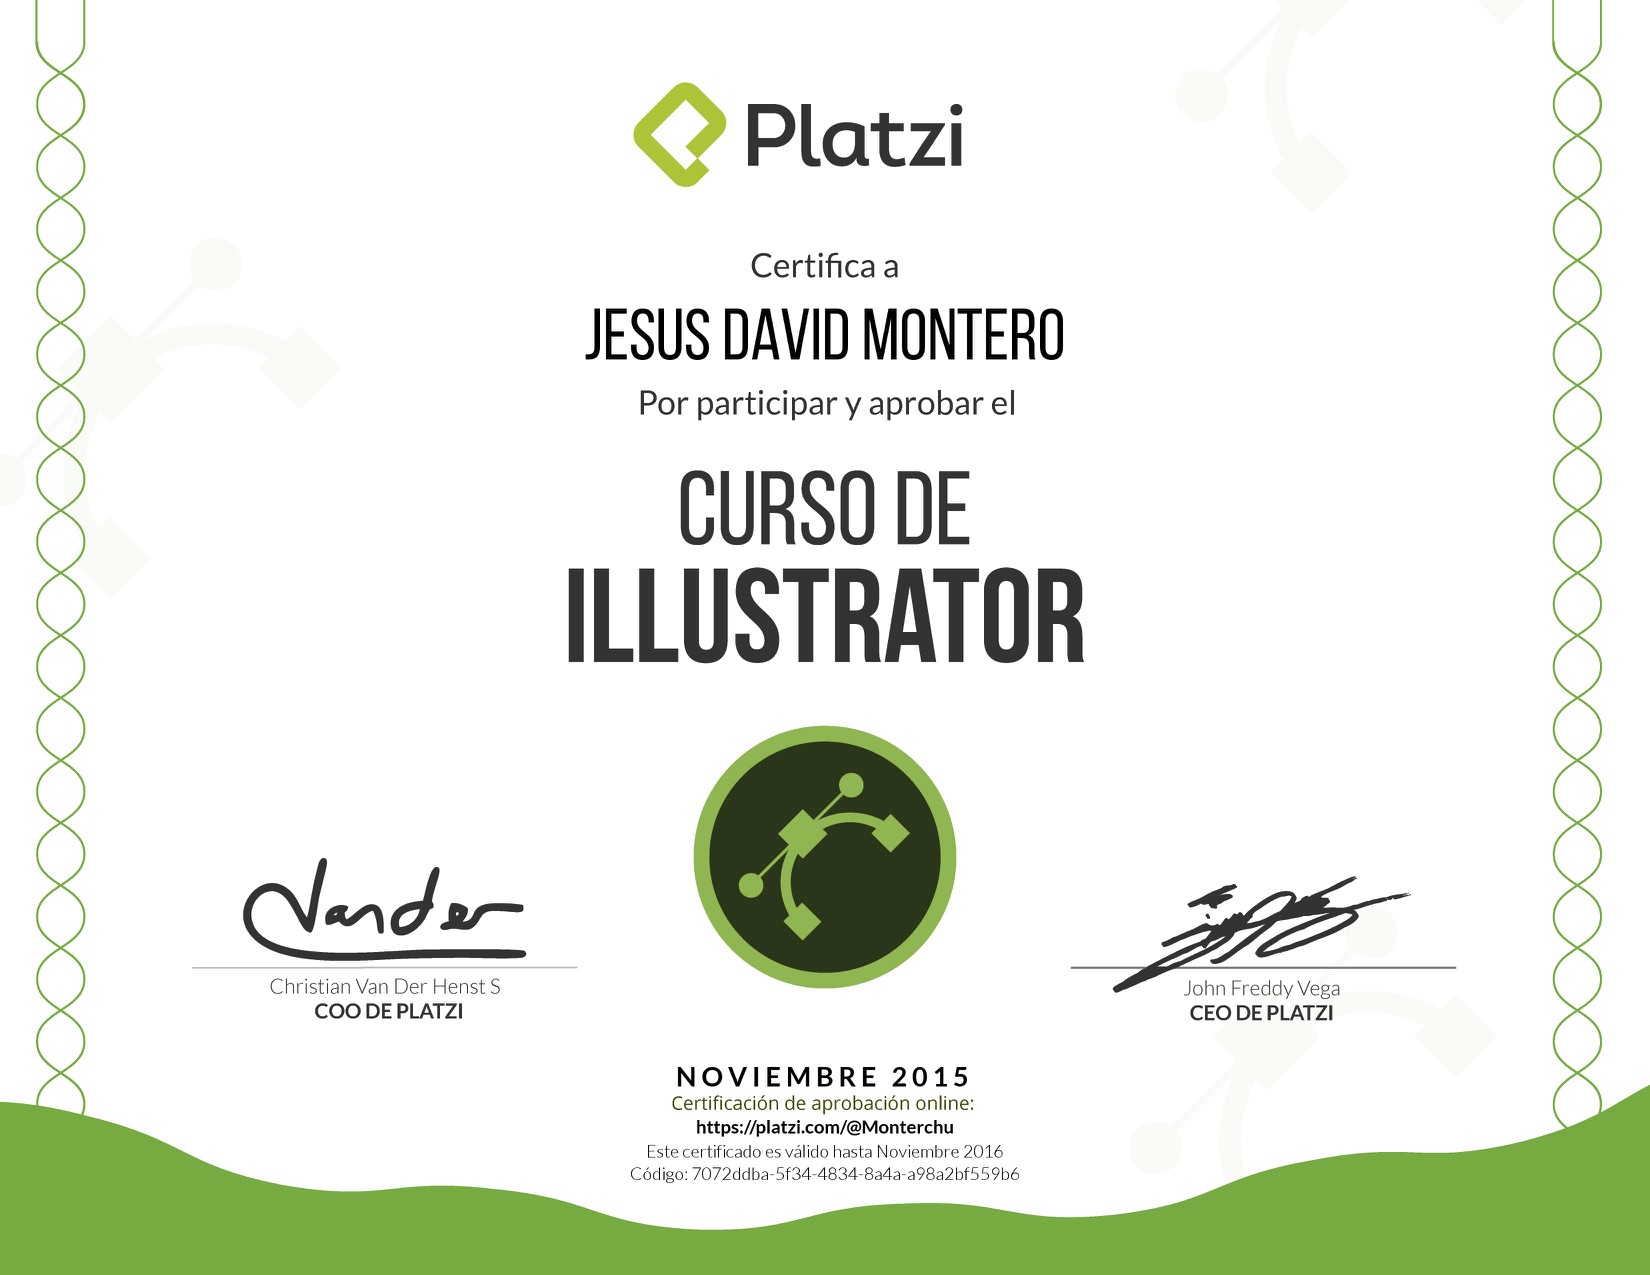 Platzi
Certifica a
JESUS DAVID MONTERO
Por participar y aprobar el
CURSO DE
ILLUSTRATOR
Vander
Christian Van Der Henst S
COO DE PLATZI
John Freddy Vega
CEO DE PLATZI
NOVIEMBRE 2015
Certificación de aprobación online:
https://platzi.com/@Monterchu
Este certificado es válido hasta Noviembre 2016
Código: 7072ddba-5f34-4834-8a4a-a98a2bf559b6